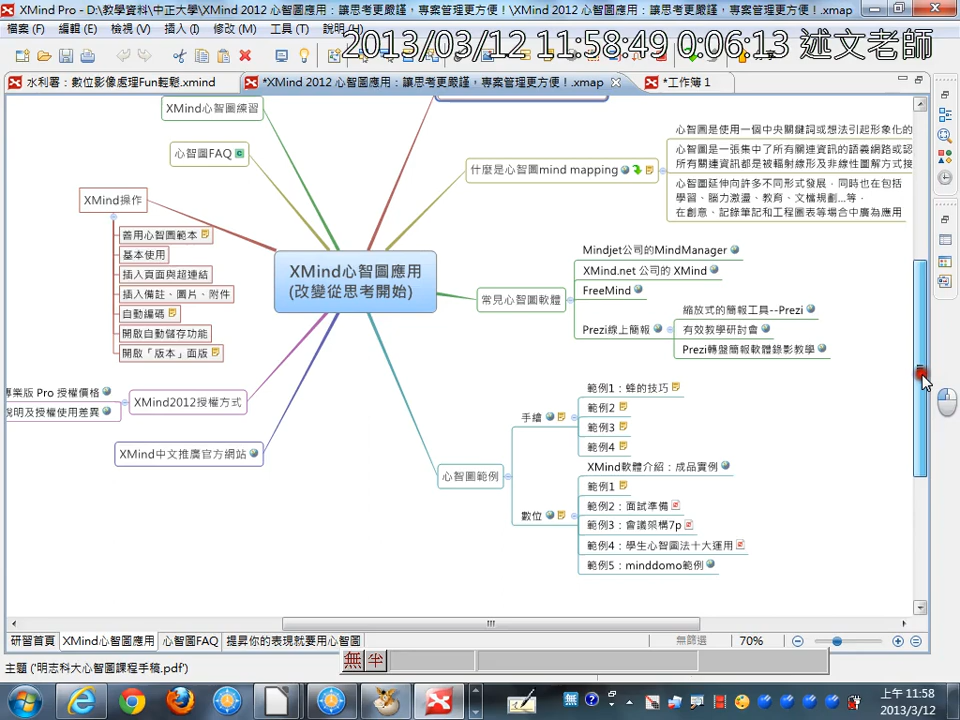 XMind Pro - D:\教學資料\中正大學\XMind 2012 心智圖應用：讓思考更嚴謹，專案管理更方便！\XMind 2012 心智圖應用：讓思考更嚴謹，專案管理更方便！.xmap
檔案 (F) 編輯 (E) 檢視 (V) 插入 (I) 修改 (M) 工具 (T) 說明(H)
2013/03/12 11:58:49 0:06:13 述文老師
水利署：數位影像處理Fun輕鬆.xmind
*XMind 2012 心智圖應用：讓思考更嚴謹，專案管理更方便！.xmap
*工作簿 1
XMind心智圖練習
心智圖FAQ
XMind操作
善用心智圖範本
基本使用
插入頁面與超連結
插入備註、圖片、附件
自動編碼
開啟自動儲存功能
開啟「版本」面版
XMind心智圖應用
(改變從思考開始)
專業版 Pro 授權價格
說明及授權使用差異
XMind2012授權方式
XMind中文推廣官方網站
什麼是心智圖mind mapping
心智圖是使用一個中央關鍵詞或想法引起形象化的
心智圖是一張集中了所有關連資訊的語義網路或認
所有關連資訊都是被輻射線形及非線性圖解方式接
心智圖延伸向許多不同形式發展，同時也在包括
學習、腦力激盪、教育、文檔規劃...等，
在創意、記錄筆記和工程圖表等場合中廣為應用
常見心智圖軟體
Mindjet公司的MindManager
XMind.net 公司的 XMind
FreeMind
Prezi線上簡報
縮放式的簡報工具--Prezi
有效教學研討會
Prezi轉盤簡報軟體錄影教學
心智圖範例
手繪
範例1：蜂的技巧
範例2
範例3
範例4
數位
XMind軟體介紹：成品實例
範例1
範例2：面試準備
範例3：會議架構7p
範例4：學生心智圖法十大運用
範例5：minddomo範例
研習首頁 XMind心智圖應用 心智圖FAQ 提昇你的表現就要用心智圖
無篩選 70%
主題 ('明志科大心智圖課程手稿.pdf')
無 半
無
上午 11:58
2013/3/12